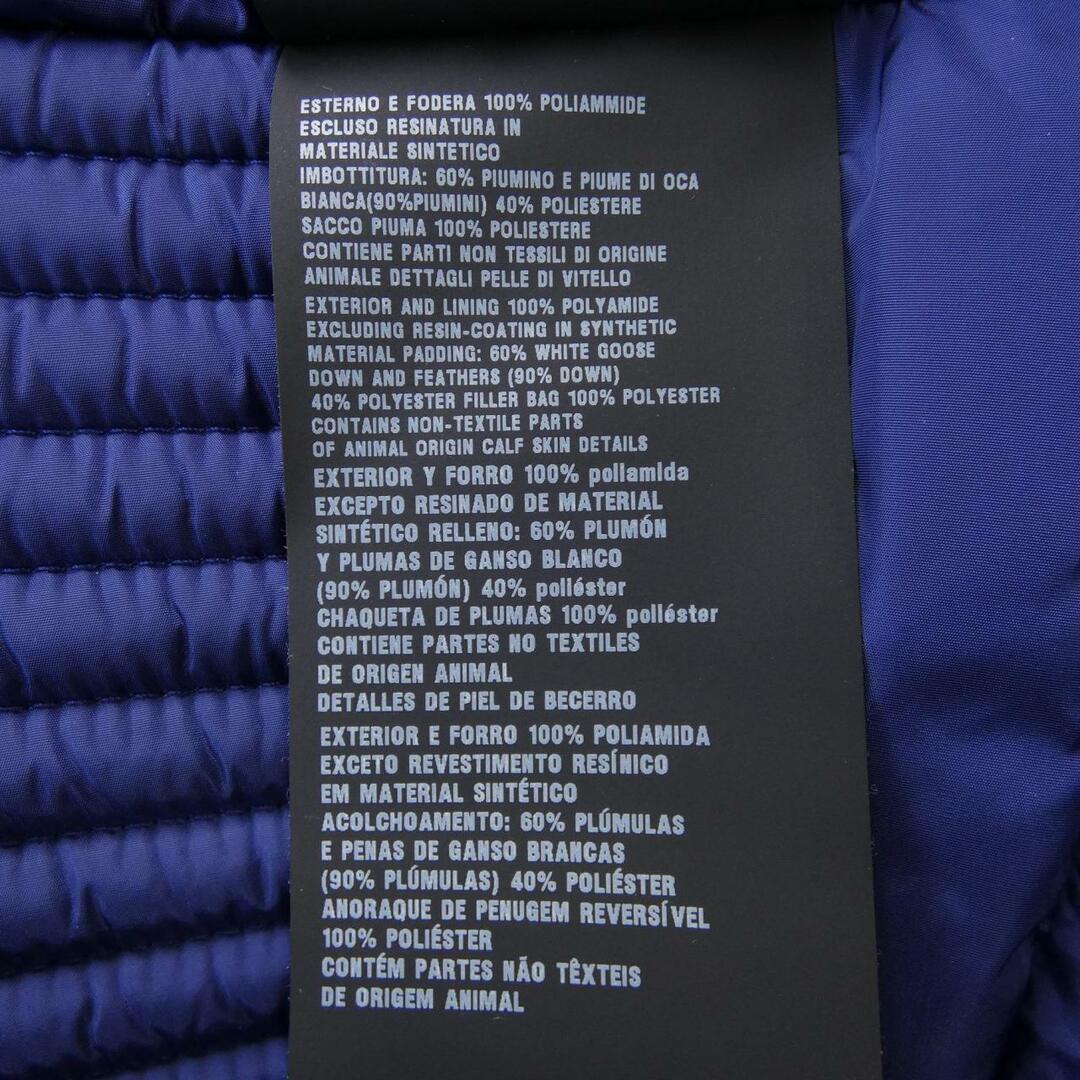 ESTERNO E FODERA 100% POLIAMMIDE
ESCLUSO RESINATURA IN
MATERIALE SINTETICO
IMBOTTITURA: 60% PIUMINO E PIUME DI OCA
BIANCA(90%PIUMINI) 40% POLIESTERE
SACCO PIUMA 100% POLIESTERE
CONTIENE PARTI NON TESSILI DI ORIGINE
ANIMALE DETTAGLI PELLE DI VITELLO
EXTERIOR AND LINING 100% POLYAMIDE
EXCLUDING RESIN-COATING IN SYNTHETIC
MATERIAL PADDING: 60% WHITE GOOSE
DOWN AND FEATHERS (90% DOWN)
40% POLYESTER FILLER BAG 100% POLYESTER
CONTAINS NON-TEXTILE PARTS
OF ANIMAL ORIGIN CALF SKIN DETAILS
EXTERIOR Y FORRO 100% poliamida
EXCEPTO RESINADO DE MATERIAL
SINTÉTICO RELLENO: 60% PLUMÓN
Y PLUMAS DE GANSO BLANCO
(90% PLUMÓN) 40% poliéster
CHAQUETA DE PLUMAS 100% poliéster
CONTIENE PARTES NO TEXTILES
DE ORIGEN ANIMAL
DETALLES DE PIEL DE BECERRO
EXTERIOR E FORRO 100% POLIAMIDA
EXCETO REVESTIMENTO RESÍNICO
EM MATERIAL SINTÉTICO
ACOLCHOAMENTO: 60% PLÚMULAS
E PENAS DE GANSO BRANCAS
(90% PLÚMULAS) 40% POLIÉSTER
ANORAQUE DE PENUGEM REVERSÍVEL
100% POLIÉSTER
CONTÉM PARTES NÃO TÊXTEIS
DE ORIGEM ANIMAL